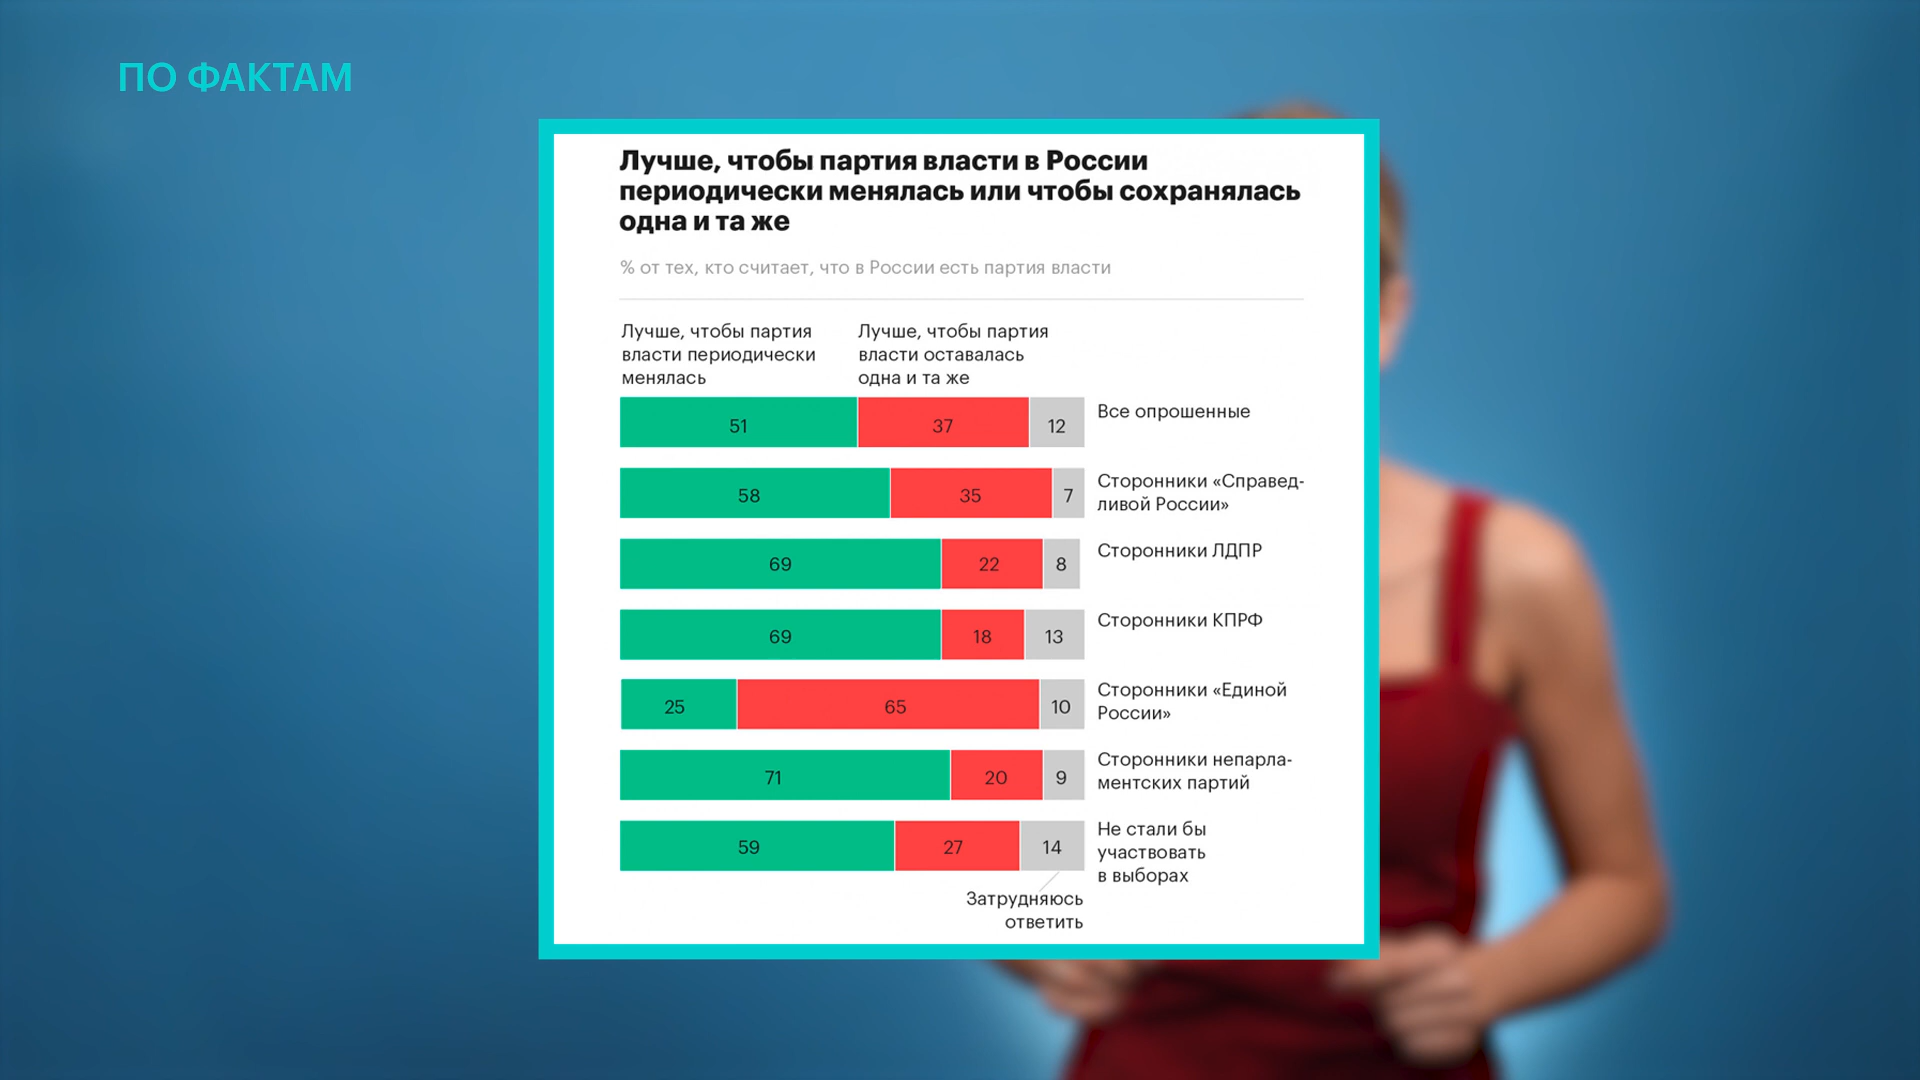 ПО ФАКТАМ
Лучше, чтобы партия власти в России
периодически менялась или чтобы сохранялась
одна и та же
% от тех, кто считает, что в России есть партия власти
Лучше, чтобы партия
власти периодически
менялась
Лучше, чтобы партия
власти оставалась
одна и та же
51 37 12 Все опрошенные
58 35 7 Сторонники «Справед-
ливой России»
69 22 8 Сторонники ЛДПР
69 18 13 Сторонники КПРФ
25 65 10 Сторонники «Единой
России»
71 20 9 Сторонники непарла-
ментских партий
59 27 14 Не стали бы
участвовать
в выборах
Затрудняюсь
ответить